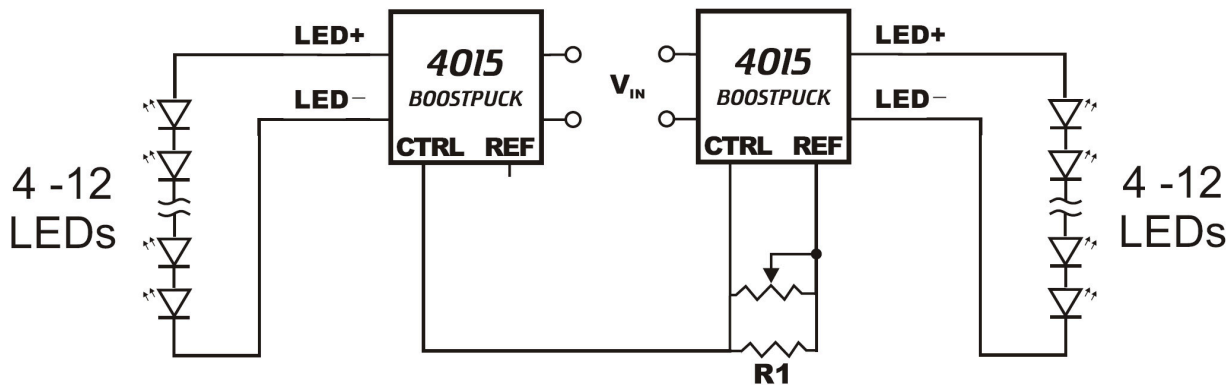 LED+
4015
BOOSTPUCK
LED–
CTRL REF
4 -12
LEDs
VIN
4015
BOOSTPUCK
LED+
LED–
CTRL REF
4 -12
LEDs
R1